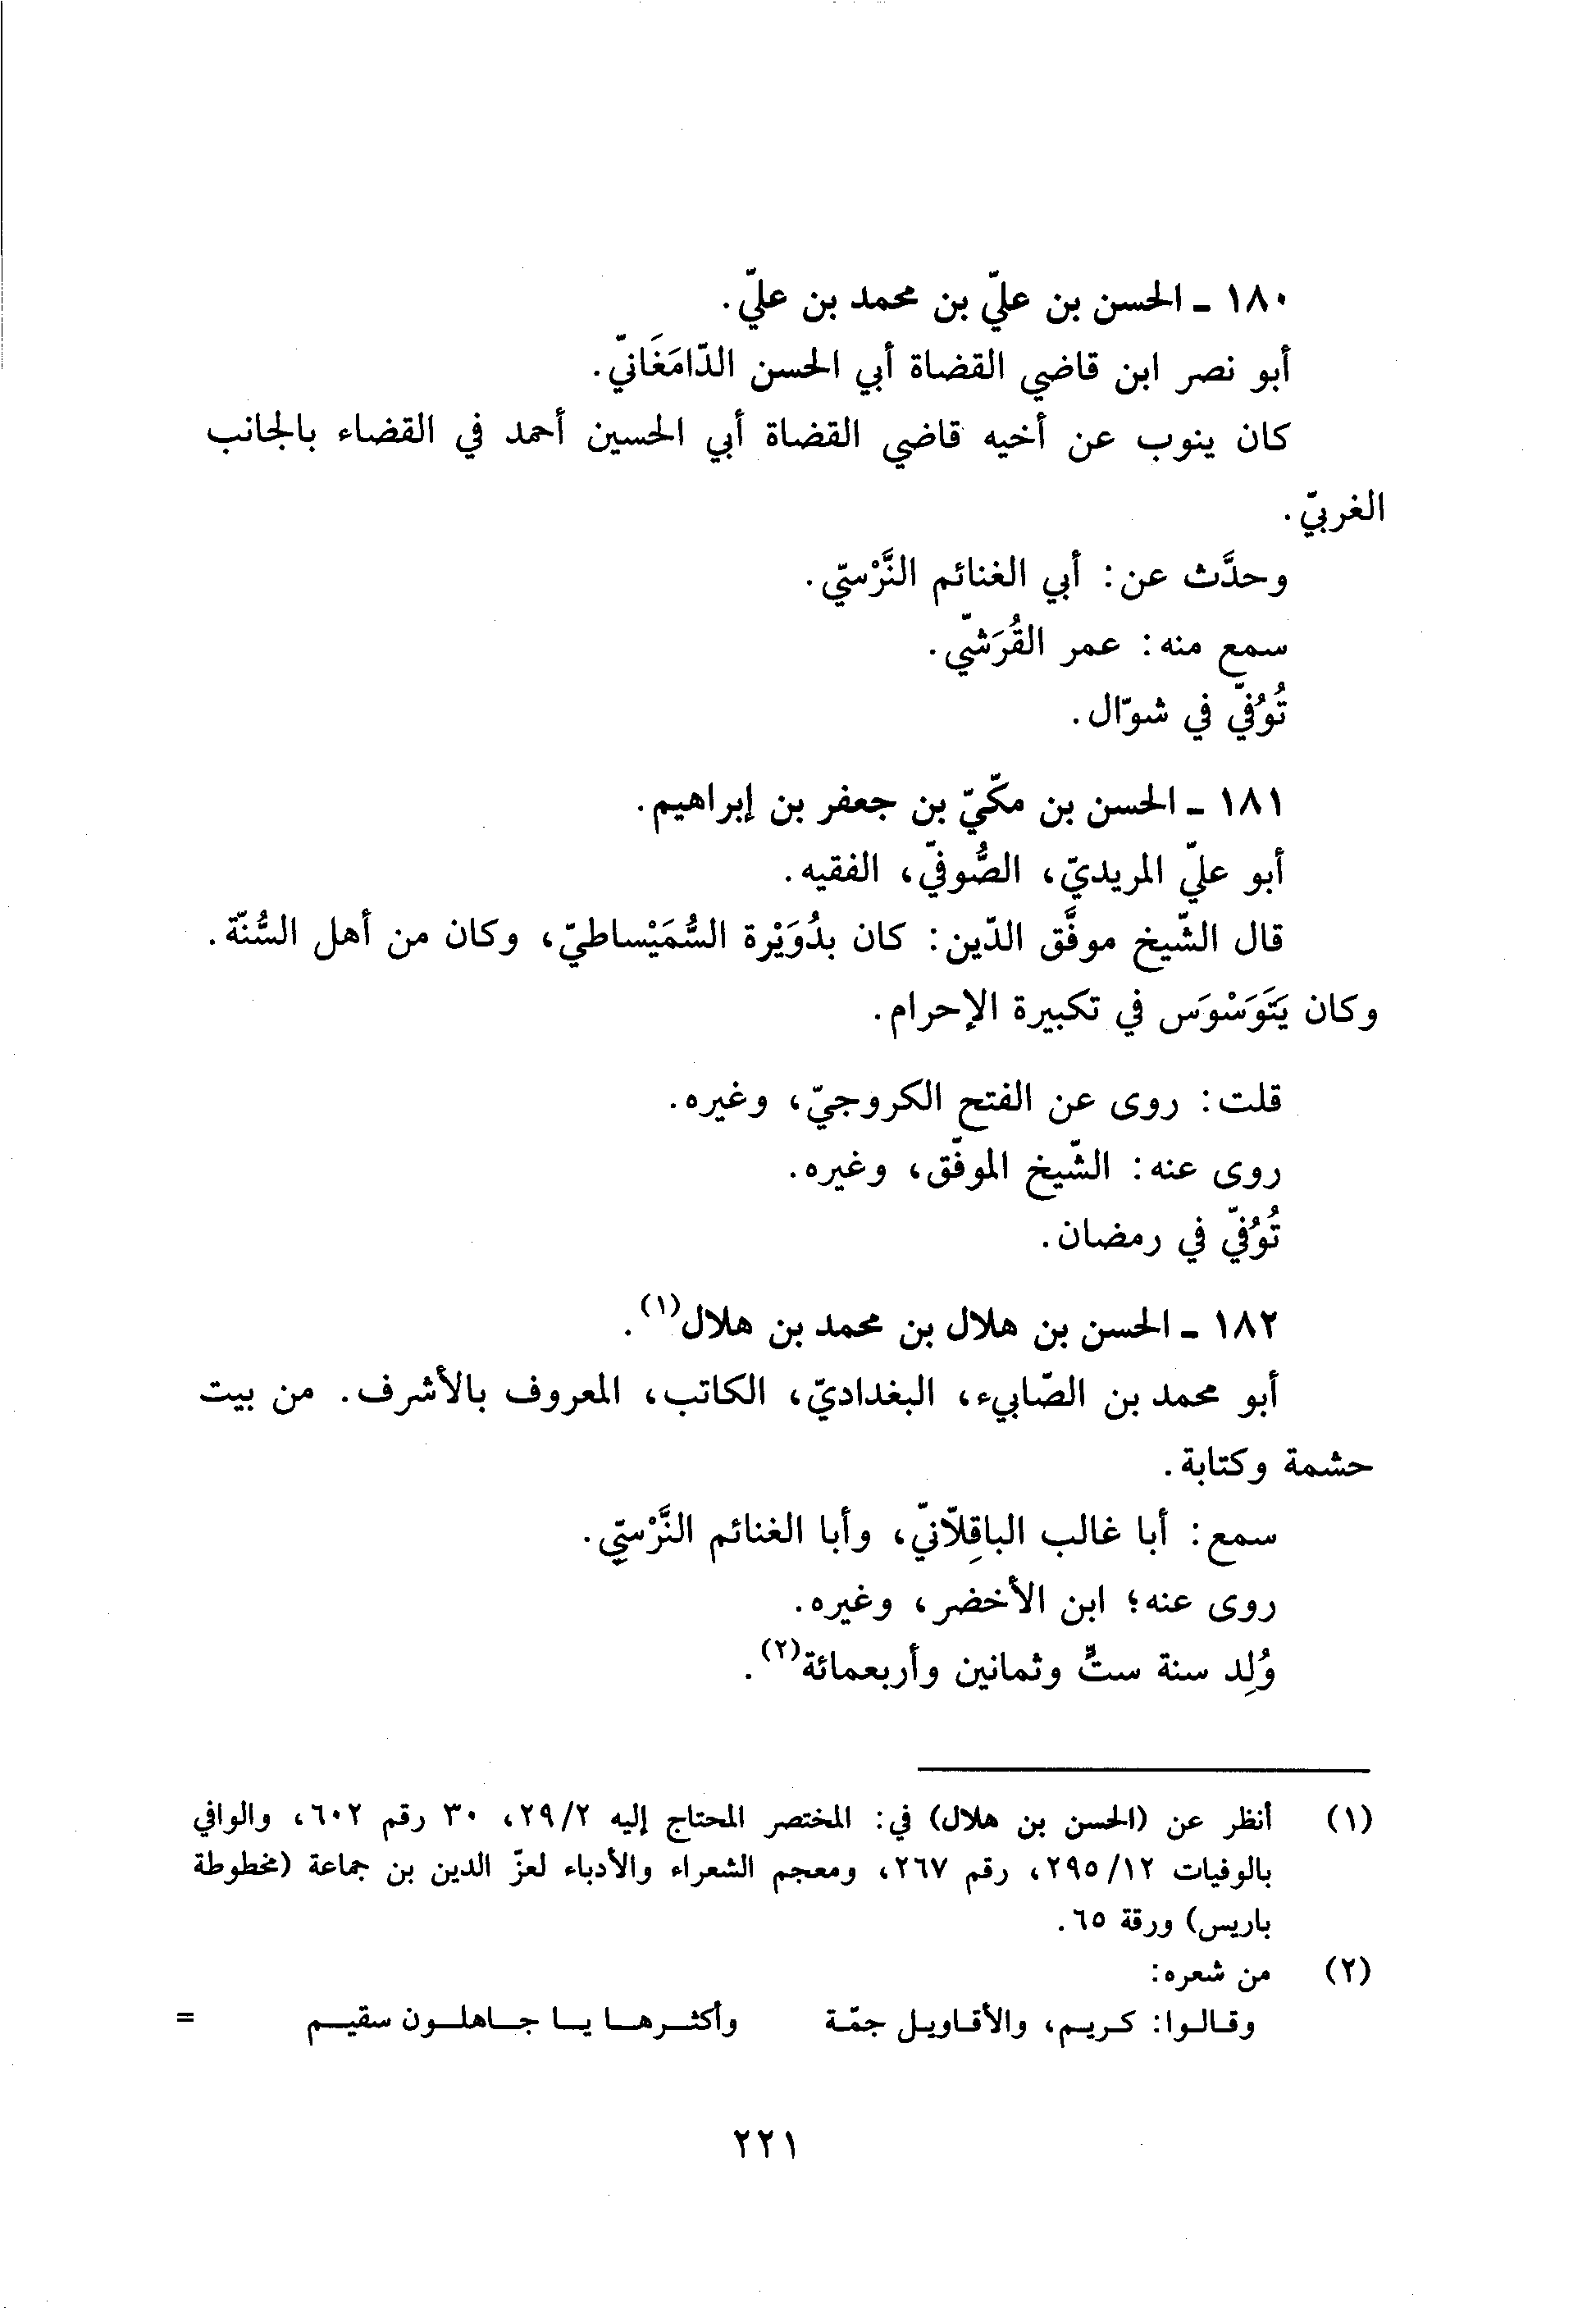 ١٨٠ - الحسن بن عليّ بن محمد بن عليّ.
أبو نصر ابن قاضي القضاة أبي الحسن الدّامَغَانيّ.
كان ينوب عن أخيه قاضي القضاة أبي الحسين أحمد في القضاء بالجانب
الغربيّ.
وحدَّث عن: أبي الغنائم النَّرْسيّ.
سمع منه: عمر القُرَشيّ.
تُوُفّي في شوّال.
١٨١ - الحسن بن مكّيّ بن جعفر بن إبراهيم.
أبو عليّ المريديّ، الصُّوفيّ، الفقيه.
قال الشّيخ موفَّق الدّين: كان بدُوَيْرة السُّمَيْساطيّ، وكان من أهل السُّنّة.
وكان يَتَوَسْوَس في تكبيرة الإحرام.
قلت: روى عن الفتح الكروجيّ، وغيره.
روى عنه: الشّيخ الموفّق، وغيره.
تُوُفّي في رمضان.
١٨٢ - الحسن بن هلال بن محمد بن هلال(١).
أبو محمد بن الصّابيء، البغداديّ، الكاتب، المعروف بالأشرف. من بيت
حشمة وكتابة.
سمع: أبا غالب الباقِلّانيّ، وأبا الغنائم النَّرْسيّ.
روى عنه؛ ابن الأخضر، وغيره.
وُلِد سنة ستٍّ وثمانين وأربعمائة(٢).
(١) أنظر عن (الحسن بن هلال) في: المختصر المحتاج إليه ٢/٢٩، ٣٠ رقم ٦٠٢، والوافي
بالوفيات ١٢/٢٩٥، رقم ٢٦٧، ومعجم الشعراء والأدباء لعزّ الدين بن جماعة (مخطوطة
باريس) ورقة ٦٥.
(٢) من شعره:
وقالوا: كريم، والأقاويل جمّة وأكثرها يا جاهلون سقيم =
٢٢١